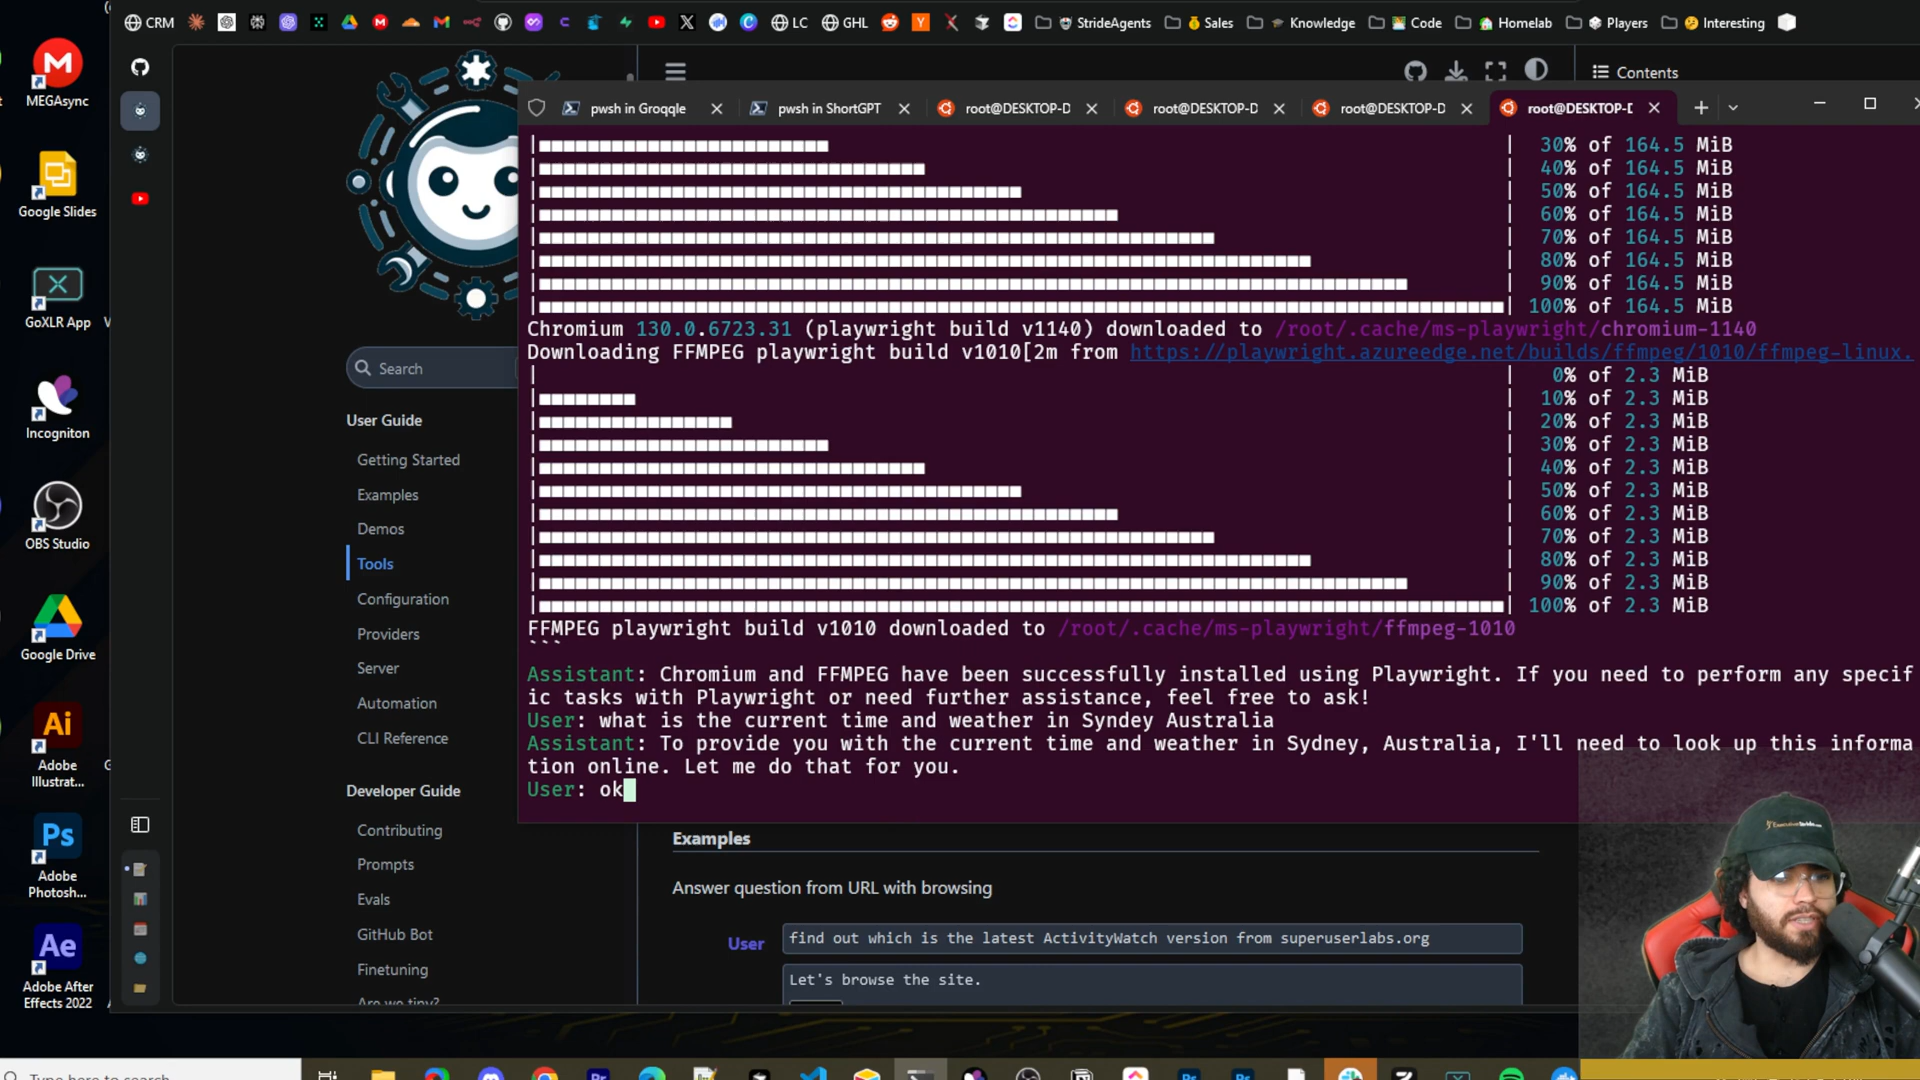 CRM
LC
GHL
StrideAgents
Sales
Knowledge
Code
Homelab
Players
Interesting
MEGAsync
Google Slides
GoXLR App
Incogniton
OBS Studio
Google Drive
Adobe
Illustrat...
Adobe
Photosh...
Adobe After
Effects 2022
Search
User Guide
Getting Started
Examples
Demos
Tools
Configuration
Providers
Server
Automation
CLI Reference
Developer Guide
Contributing
Prompts
Evals
GitHub Bot
Finetuning
Are we tiny?
Contents
pwsh in Groqqle
pwsh in ShortGPT
root@DESKTOP-D
root@DESKTOP-D
root@DESKTOP-D
root@DESKTOP-D
30% of 164.5 MiB
40% of 164.5 MiB
50% of 164.5 MiB
60% of 164.5 MiB
70% of 164.5 MiB
80% of 164.5 MiB
90% of 164.5 MiB
100% of 164.5 MiB
Chromium 130.0.6723.31 (playwright build v1140) downloaded to /root/.cache/ms-playwright/chromium-1140
Downloading FFMPEG playwright build v1010[2m from https://playwright.azureedge.net/builds/ffmpeg/1010/ffmpeg-linux.
0% of 2.3 MiB
10% of 2.3 MiB
20% of 2.3 MiB
30% of 2.3 MiB
40% of 2.3 MiB
50% of 2.3 MiB
60% of 2.3 MiB
70% of 2.3 MiB
80% of 2.3 MiB
90% of 2.3 MiB
100% of 2.3 MiB
FFMPEG playwright build v1010 downloaded to /root/.cache/ms-playwright/ffmpeg-1010
```
Assistant: Chromium and FFMPEG have been successfully installed using Playwright. If you need to perform any specif
ic tasks with Playwright or need further assistance, feel free to ask!
User: what is the current time and weather in Syndey Australia
Assistant: To provide you with the current time and weather in Sydney, Australia, I'll need to look up this informa
tion online. Let me do that for you.
User: ok
Examples
Answer question from URL with browsing
User
find out which is the latest ActivityWatch version from superuserlabs.org
Let's browse the site.
Type here to search